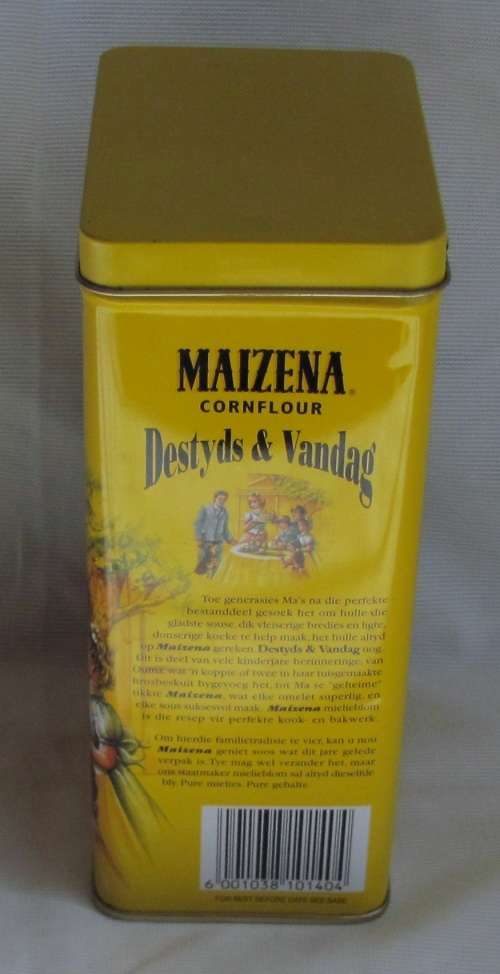 MAIZENA®
CORNFLOUR
Destyds & Vandag
Toe generasies Ma's na die perfekte
bestanddeel gesoek het om hulle die
gladste souse, dik vleiserige bredies en ligte,
donserige koeke te help maak, het hulle altyd
op Maizena gereken. Destyds & Vandag nog.
Dit is deel van vele kinderjare herinneringe, van
Ouma wat 'n koppie of twee in haar tuisgemaakte
brosbeskuit bygevoeg het, tot Ma se 'geheime'
tikkie Maizena, wat elke omelet superlig, en
elke sous suksesvol maak. Maizena mielieblom
is die resep vir perfekte kook- en bakwerk.
Om hierdie familietradisie te vier, kan u nou
Maizena geniet soos wat dit jare gelede
verpak is. Tye mag wel verander het, maar
ons staatmaker mielieblom sal altyd dieselfde
bly. Pure mielies. Pure gehalte.
6 001038 101404
FOR BEST BEFORE DATE SEE BASE